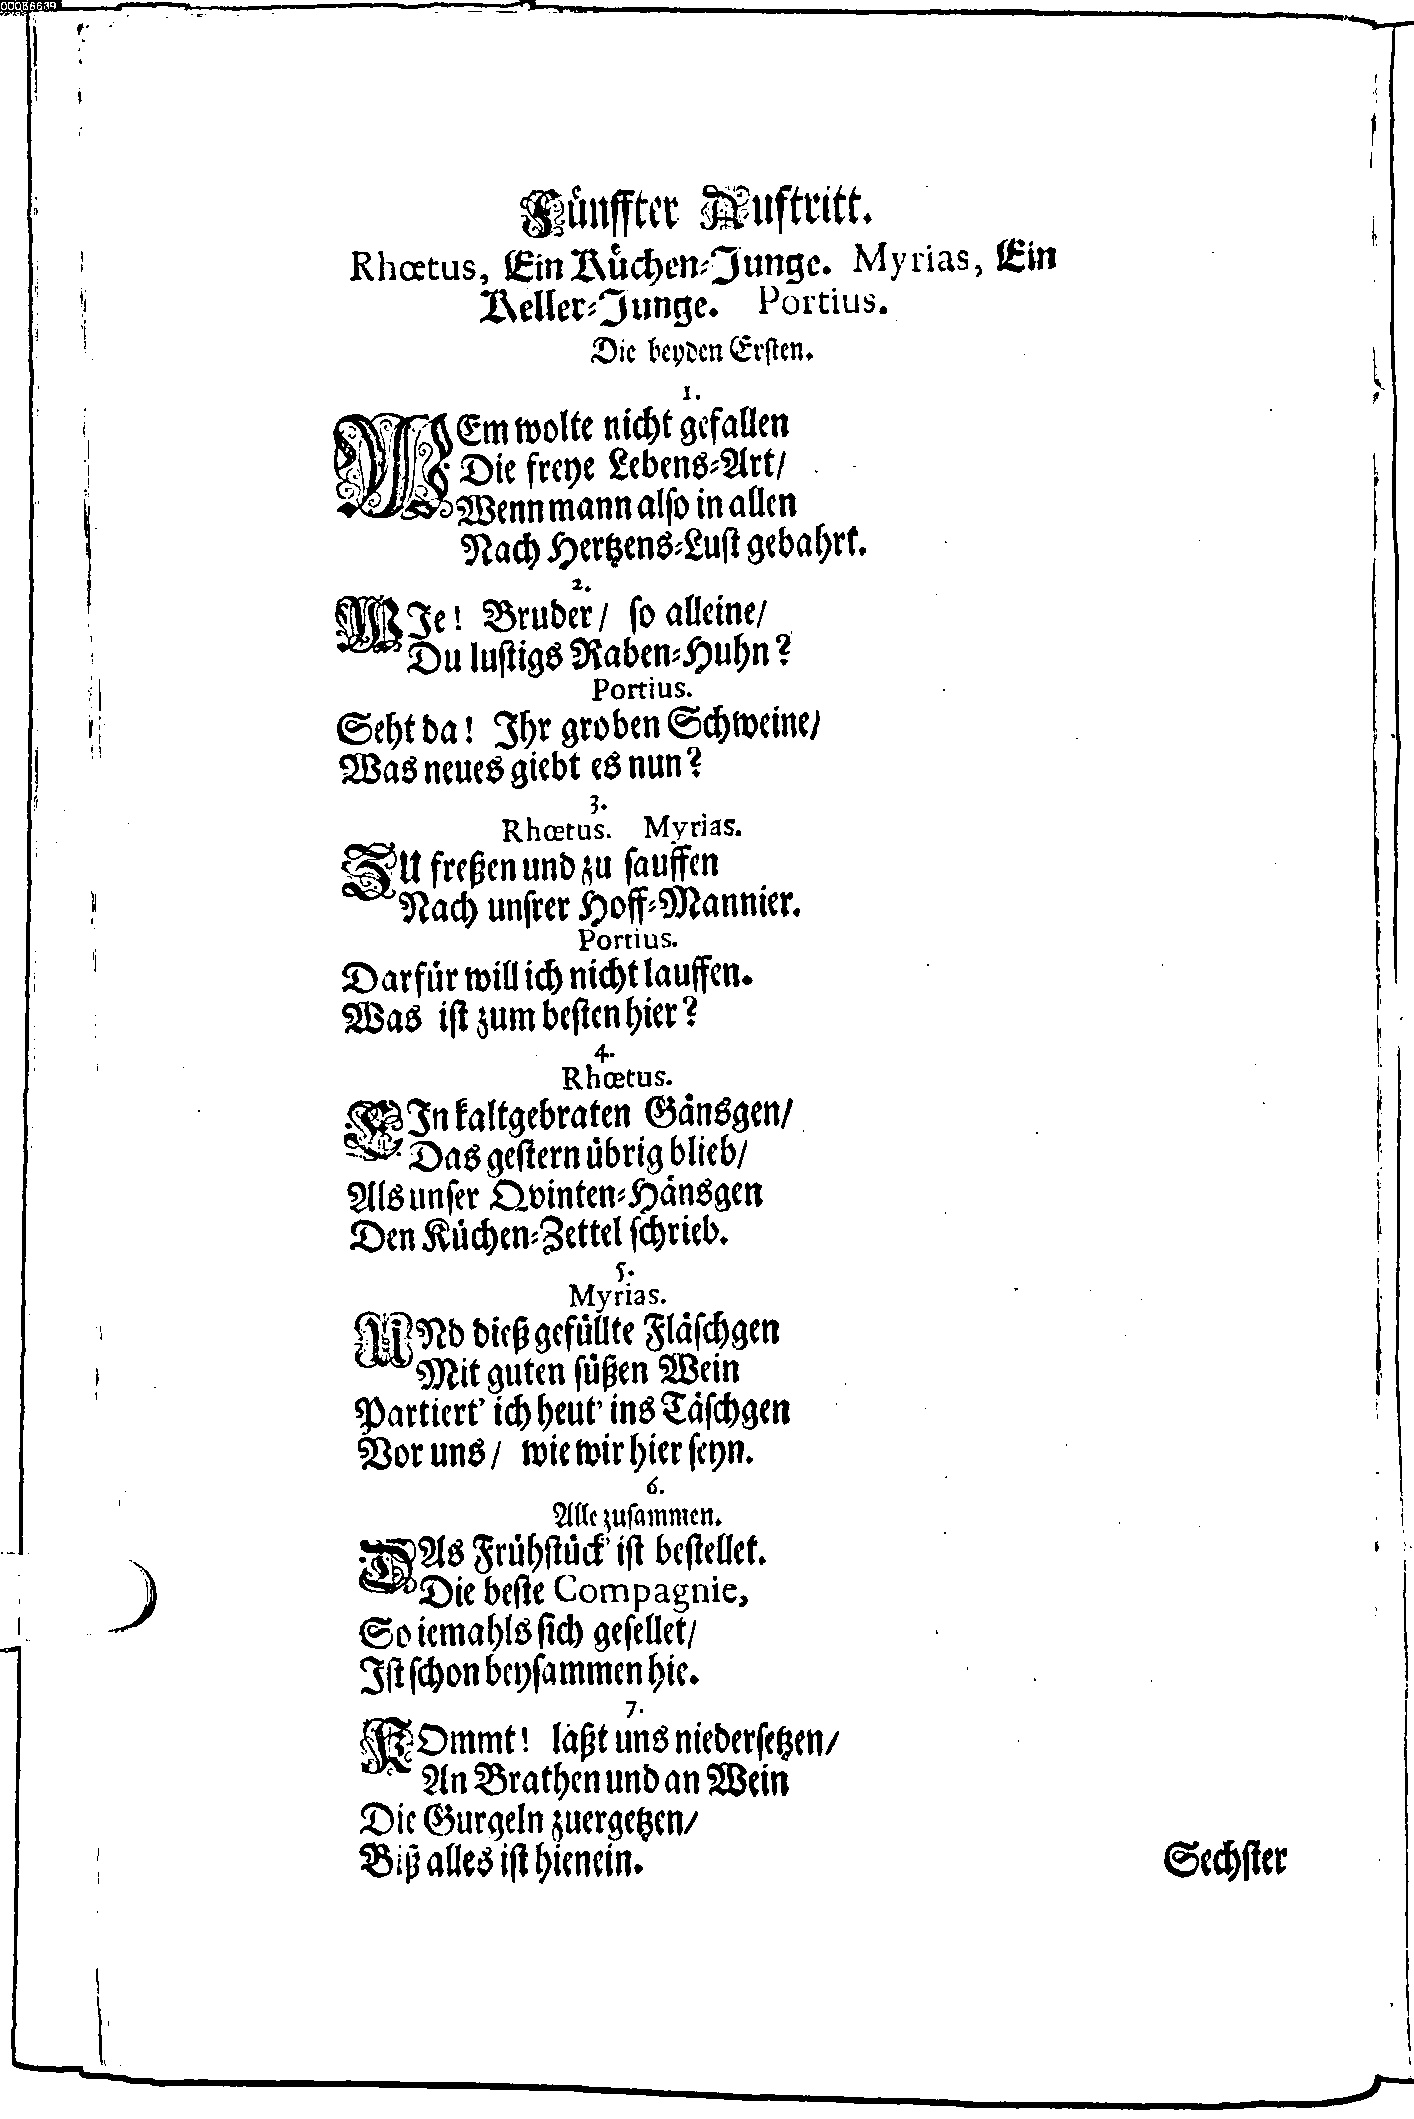 00036639
Fünffter Auftritt.
Rhœtus, Ein Küchen-Junge. Myrias, Ein
Keller-Junge. Portius.
Die beyden Ersten.
1.
WEm wolte nicht gefallen
Die freye Lebens-Art/
Wenn mann also in allen
Nach Hertzens-Lust gebahrt.
2.
WIe! Bruder/ so alleine/
Du lustigs Raben-Huhn?
Portius.
Seht da! Ihr groben Schweine/
Was neues giebt es nun?
3.
Rhœtus. Myrias.
ZU freßen und zu sauffen
Nach unsrer Hoff-Mannier.
Portius.
Darfür will ich nicht lauffen.
Was ist zum besten hier?
4.
Rhœtus.
EIn kaltgebraten Gänsgen/
Das gestern übrig blieb/
Als unser Qvinten-Hänsgen
Den Küchen-Zettel schrieb.
5.
Myrias.
UNd dieß gefüllte Fläschgen
Mit guten süßen Wein
Partiert' ich heut' ins Täschgen
Vor uns/ wie wir hier seyn.
6.
Alle zusammen.
DAs Frühstück' ist bestellet.
Die beste Compagnie,
So iemahls sich gesellet/
Ist schon beysammen hie.
7.
KOmmt! laßt uns niedersetzen/
An Brathen und an Wein
Die Gurgeln zuergetzen/
Biß alles ist hienein.
Sechster